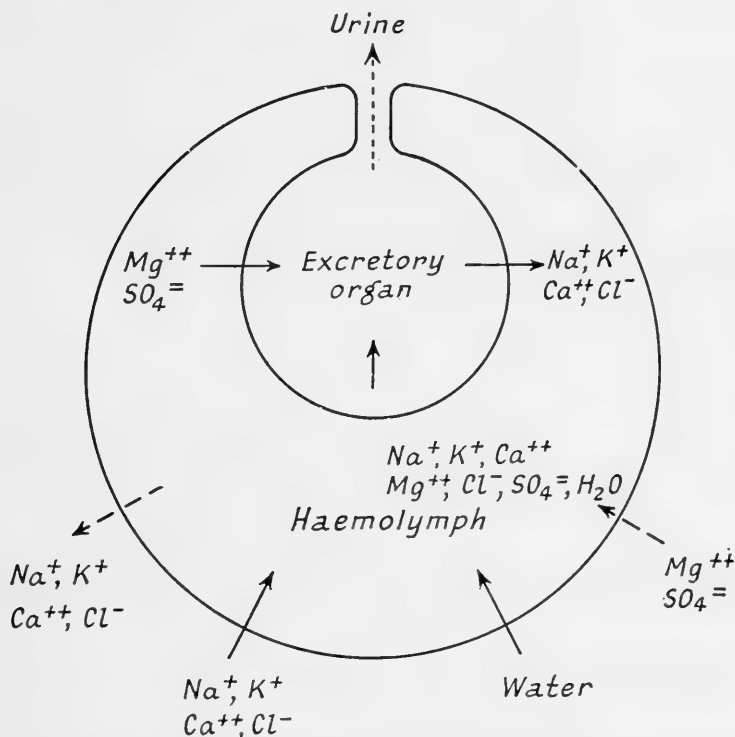 Urine
Mg⁺⁺
SO₄⁼
Excretory
organ
Na⁺, K⁺
Ca⁺⁺, Cl⁻
Na⁺, K⁺, Ca⁺⁺
Mg⁺⁺, Cl⁻, SO₄⁼, H₂O
Haemolymph
Na⁺, K⁺
Ca⁺⁺, Cl⁻
Mg⁺⁺
SO₄⁼
Na⁺, K⁺
Ca⁺⁺, Cl⁻
Water